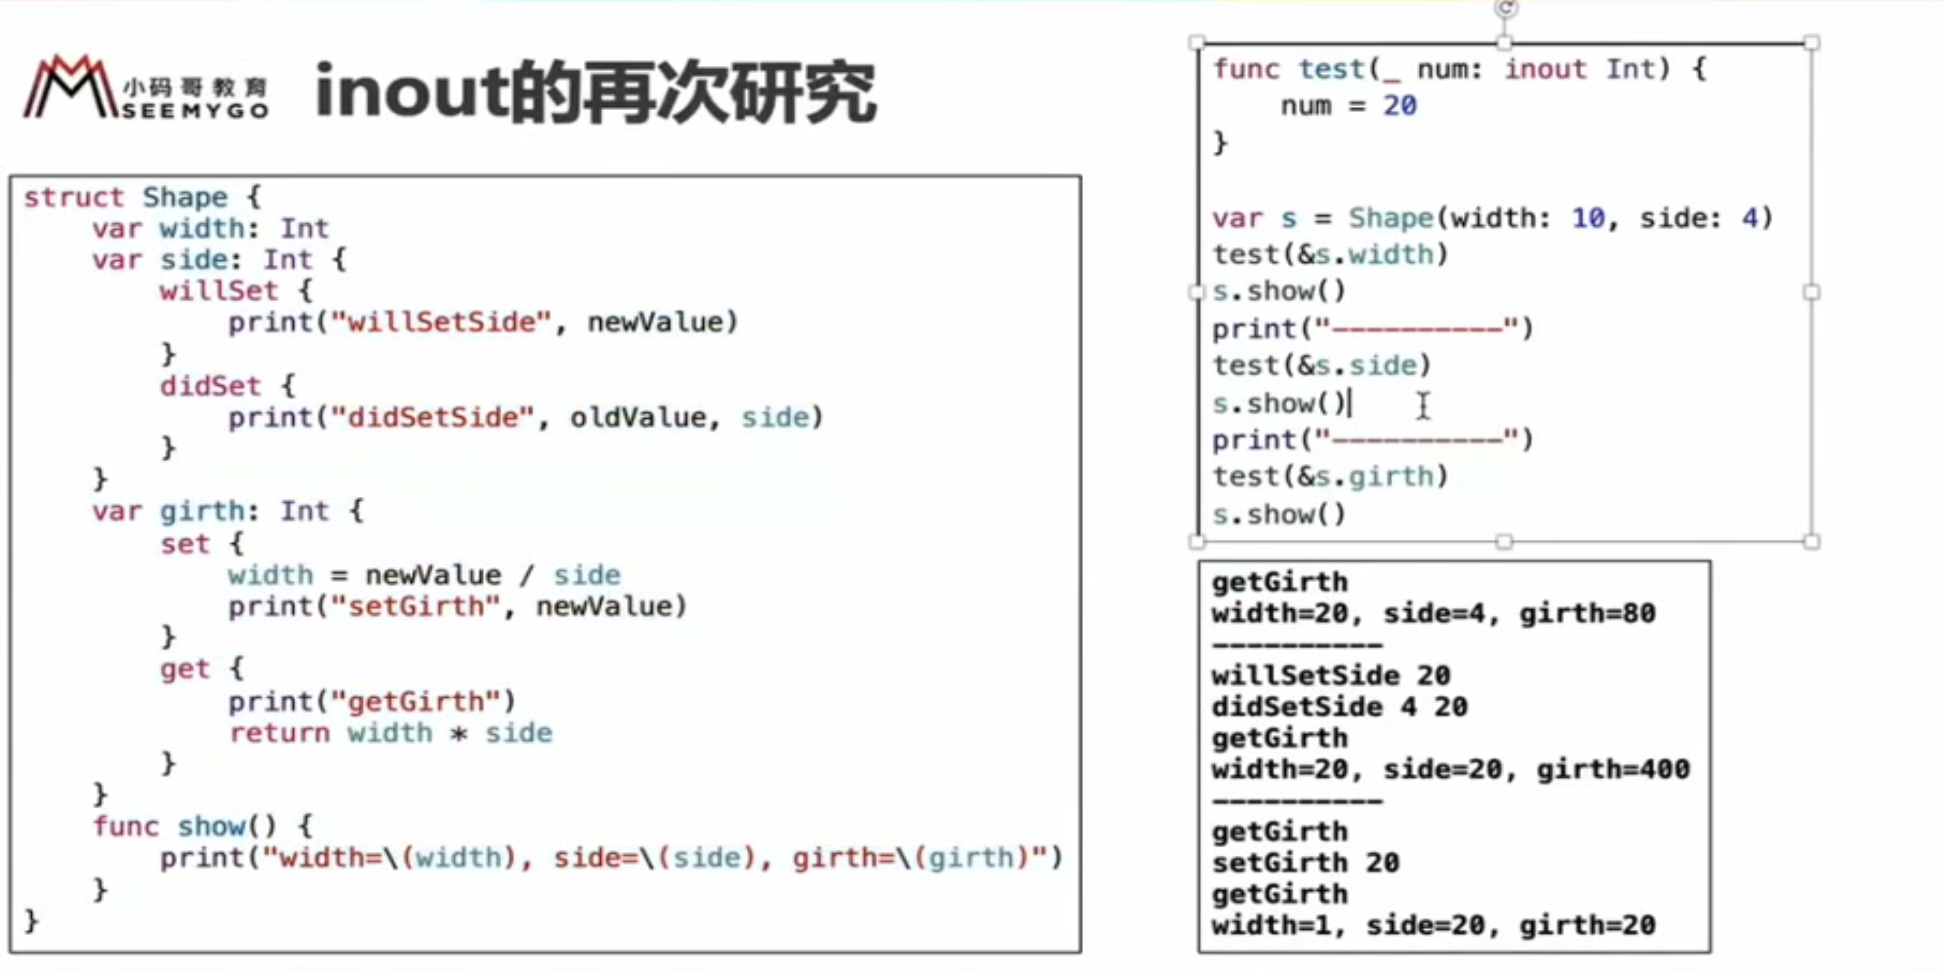 小码哥教育
SEEMYGO
inout的再次研究
struct Shape {
    var width: Int
    var side: Int {
        willSet {
            print("willSetSide", newValue)
        }
        didSet {
            print("didSetSide", oldValue, side)
        }
    }
    var girth: Int {
        set {
            width = newValue / side
            print("setGirth", newValue)
        }
        get {
            print("getGirth")
            return width * side
        }
    }
    func show() {
        print("width=\(width), side=\(side), girth=\(girth)")
    }
}
func test(_ num: inout Int) {
    num = 20
}
var s = Shape(width: 10, side: 4)
test(&s.width)
s.show()
print("----------")
test(&s.side)
s.show()
print("----------")
test(&s.girth)
s.show()
getGirth
width=20, side=4, girth=80
----------
willSetSide 20
didSetSide 4 20
getGirth
width=20, side=20, girth=400
----------
getGirth
setGirth 20
getGirth
width=1, side=20, girth=20